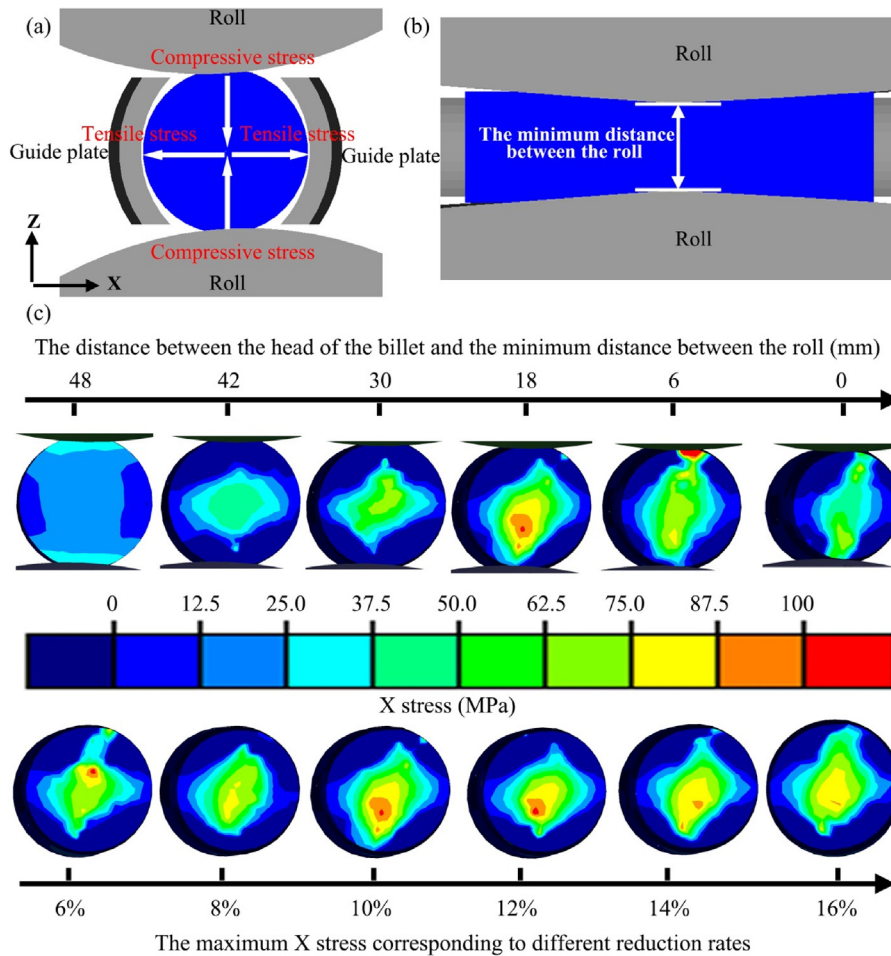 (a)
Roll
Compressive stress
Tensile stress Tensile stress
Guide plate
Guide plate
Compressive stress
Roll
Z
X
(b)
Roll
The minimum distance
between the roll
Roll
(c)
The distance between the head of the billet and the minimum distance between the roll (mm)
48 42 30 18 6 0
0 12.5 25.0 37.5 50.0 62.5 75.0 87.5 100
X stress (MPa)
6% 8% 10% 12% 14% 16%
The maximum X stress corresponding to different reduction rates